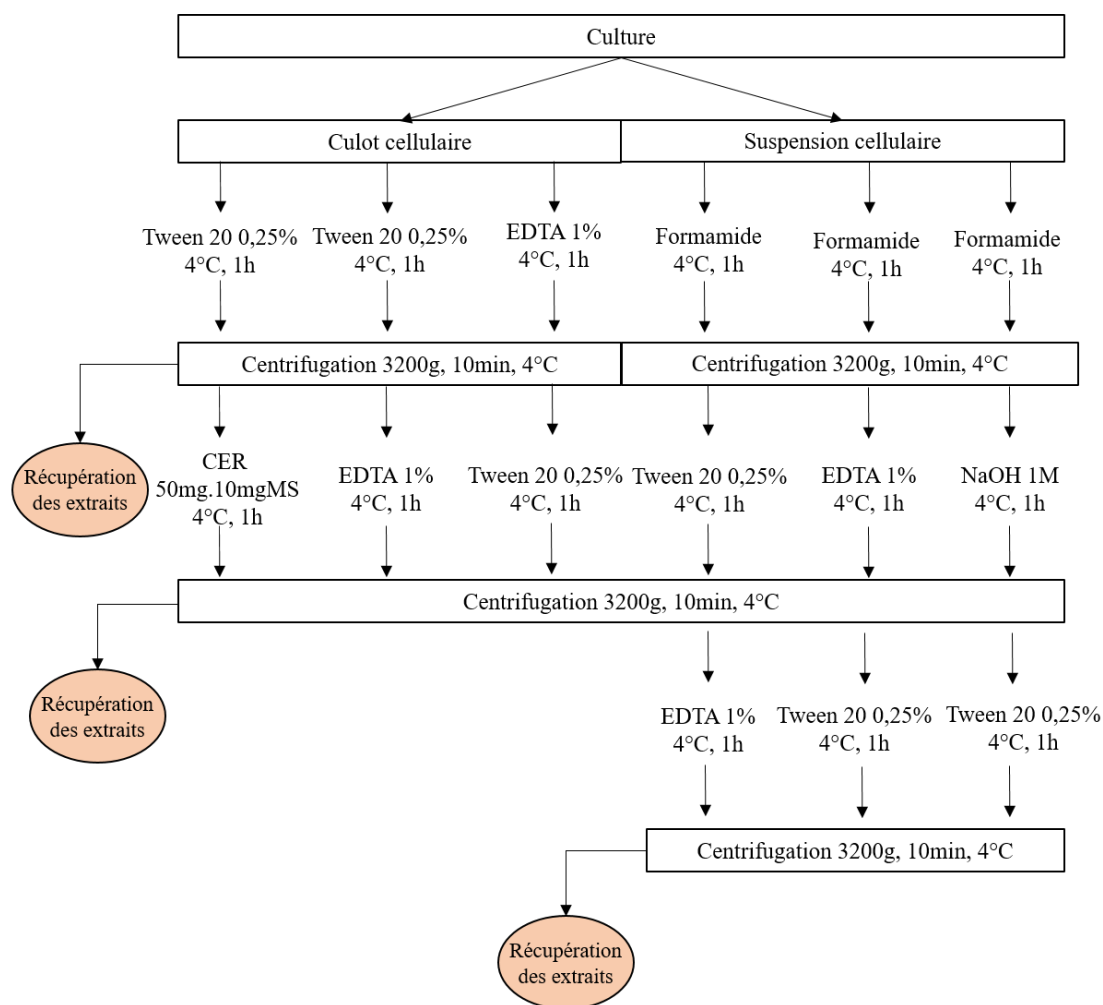 Culture
Culot cellulaire
Suspension cellulaire
Tween 20 0,25%
4°C, 1h
Tween 20 0,25%
4°C, 1h
EDTA 1%
4°C, 1h
Formamide
4°C, 1h
Formamide
4°C, 1h
Formamide
4°C, 1h
Centrifugation 3200g, 10min, 4°C
Centrifugation 3200g, 10min, 4°C
Récupération
des extraits
CER
50mg.10mgMS
4°C, 1h
EDTA 1%
4°C, 1h
Tween 20 0,25%
4°C, 1h
Tween 20 0,25%
4°C, 1h
EDTA 1%
4°C, 1h
NaOH 1M
4°C, 1h
Centrifugation 3200g, 10min, 4°C
Récupération
des extraits
EDTA 1%
4°C, 1h
Tween 20 0,25%
4°C, 1h
Tween 20 0,25%
4°C, 1h
Centrifugation 3200g, 10min, 4°C
Récupération
des extraits